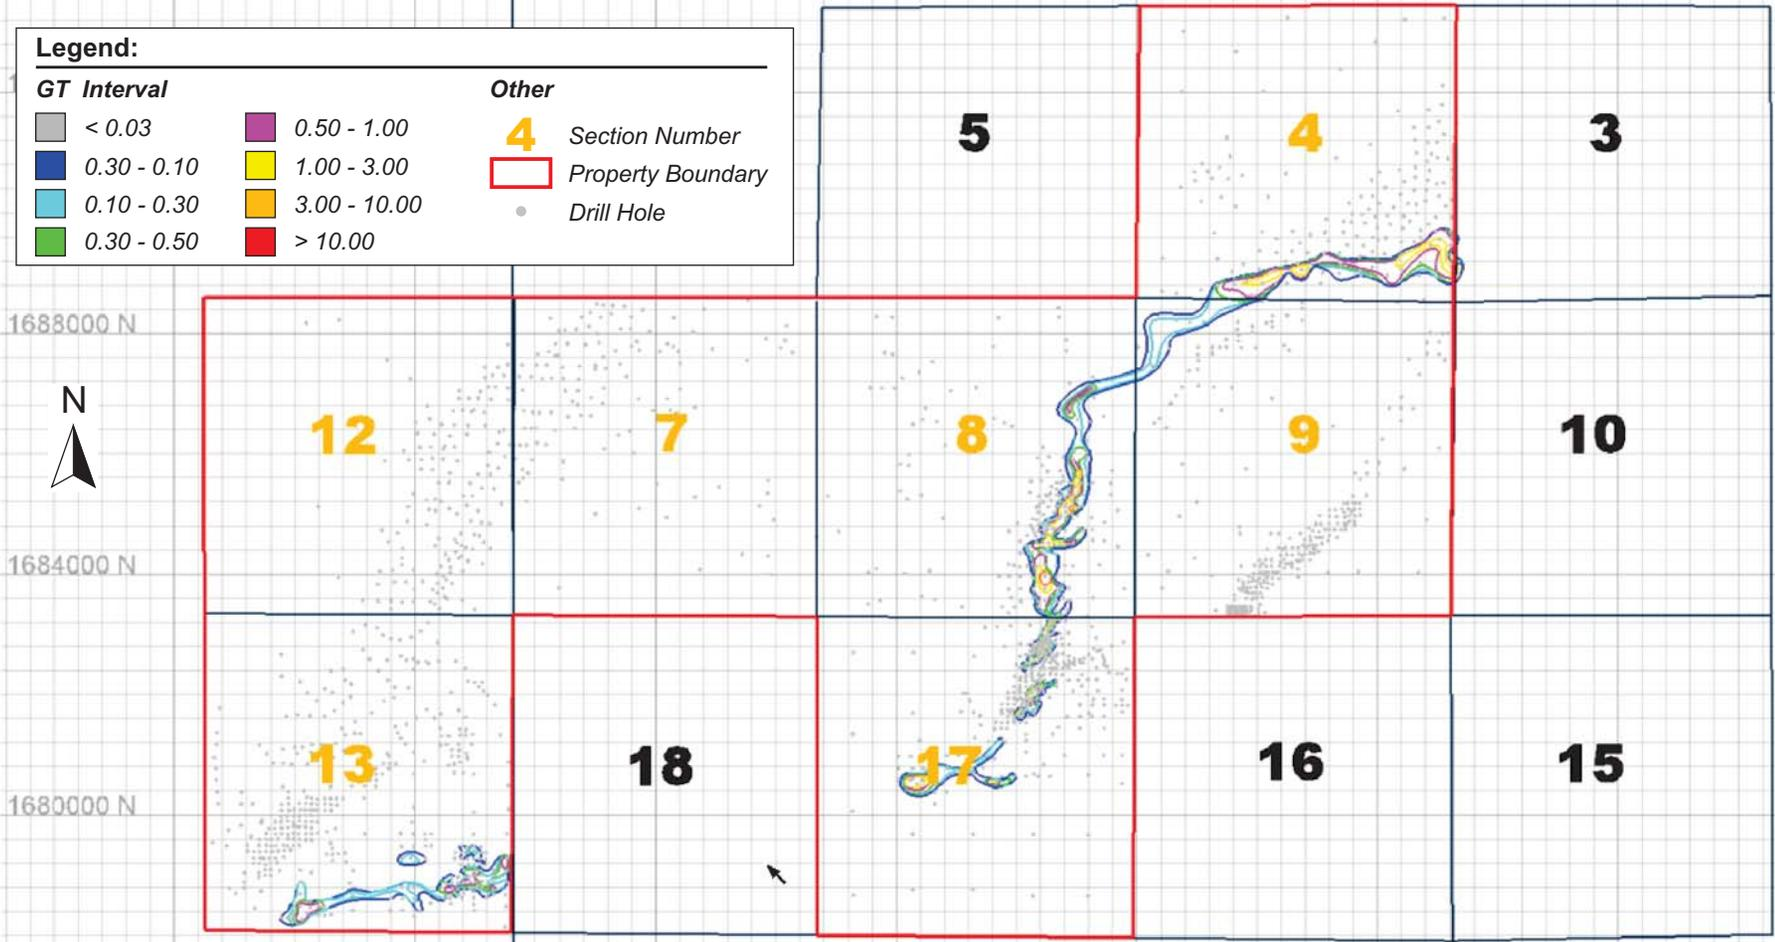 Legend:
GT Interval
Other
< 0.03
0.50 - 1.00
4
Section Number
0.30 - 0.10
1.00 - 3.00
Property Boundary
0.10 - 0.30
3.00 - 10.00
Drill Hole
0.30 - 0.50
> 10.00
5
4
3
1688000 N
N
12
7
8
9
10
1684000 N
13
18
17
16
15
1680000 N